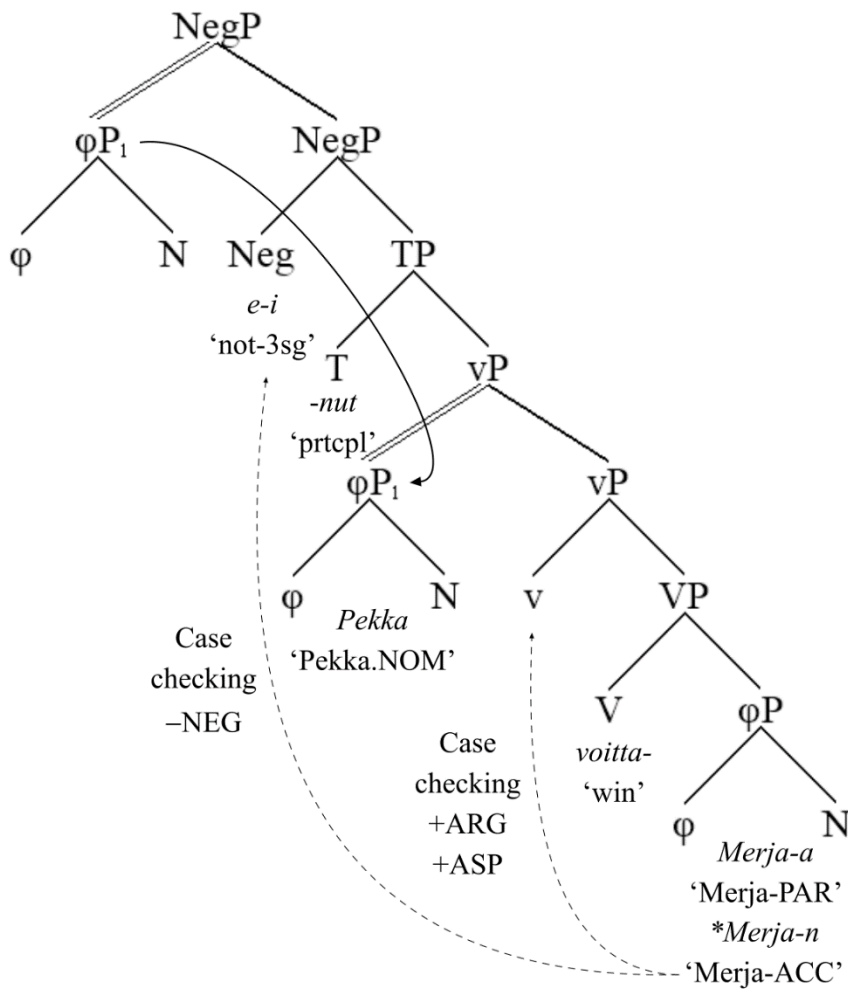 NegP
φP₁ NegP
φ N Neg TP
e-i
‘not-3sg’
T vP
-nut
‘prtcpl’
φP₁ vP
φ N v VP
Pekka
‘Pekka.NOM’
Case
checking
–NEG
V φP
voitta-
‘win’
Case
checking
+ARG
+ASP
φ N
Merja-a
‘Merja-PAR’
*Merja-n
‘Merja-ACC’